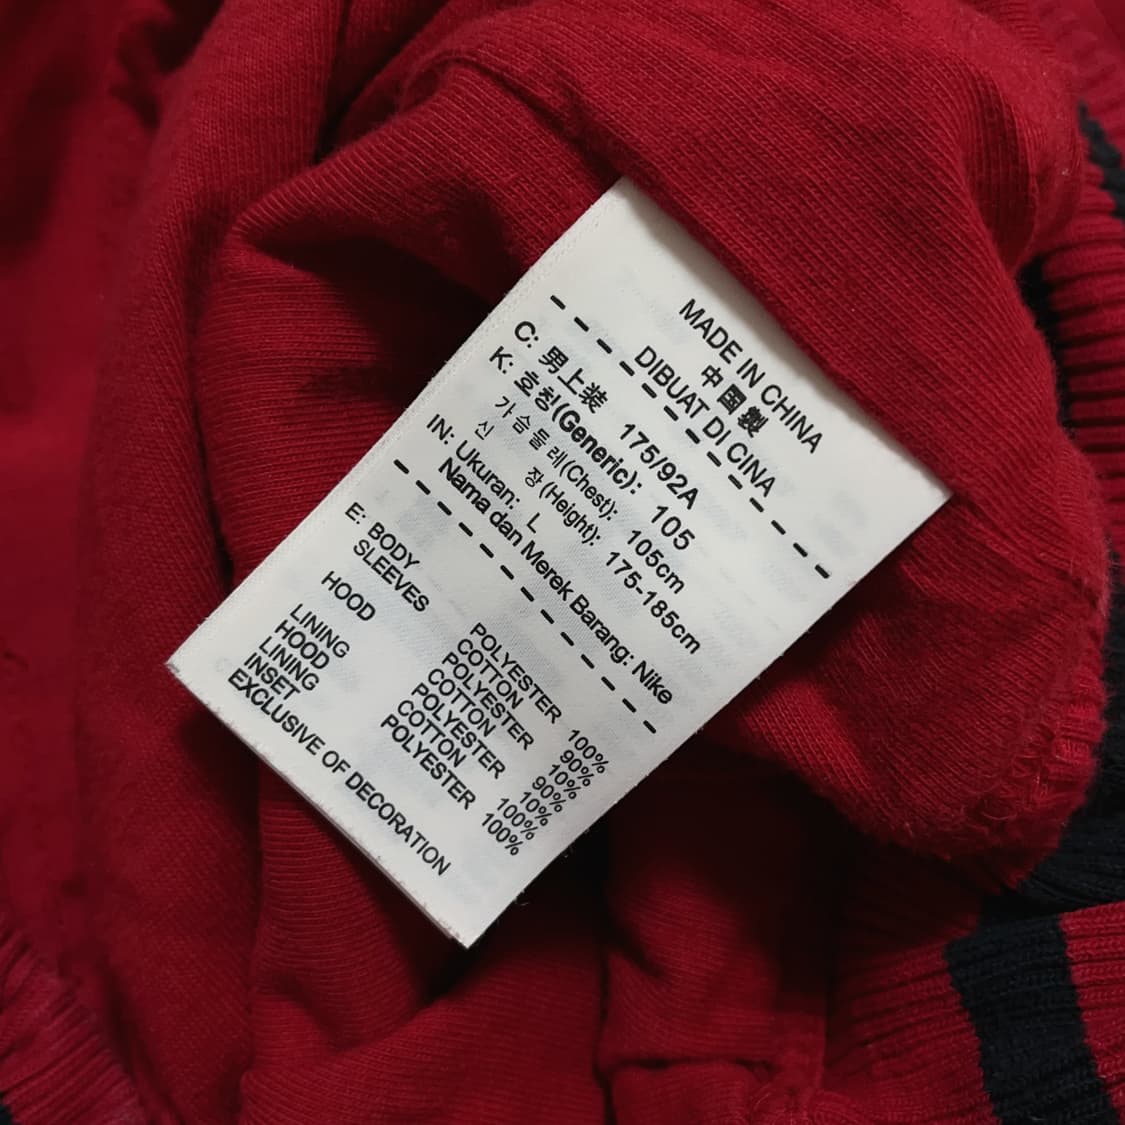 MADE IN CHINA
中国製
DIBUAT DI CINA
C: 男上装 175/92A
K: 호칭(Generic): 105
가슴둘레(Chest): 105cm
신 장(Height): 175-185cm
IN: Ukuran: L
Nama dan Merek Barang: Nike
E: BODY POLYESTER 100%
SLEEVES COTTON 90%
POLYESTER 10%
HOOD COTTON 90%
POLYESTER 10%
LINING COTTON 100%
HOOD POLYESTER 100%
LINING
INSET
EXCLUSIVE OF DECORATION